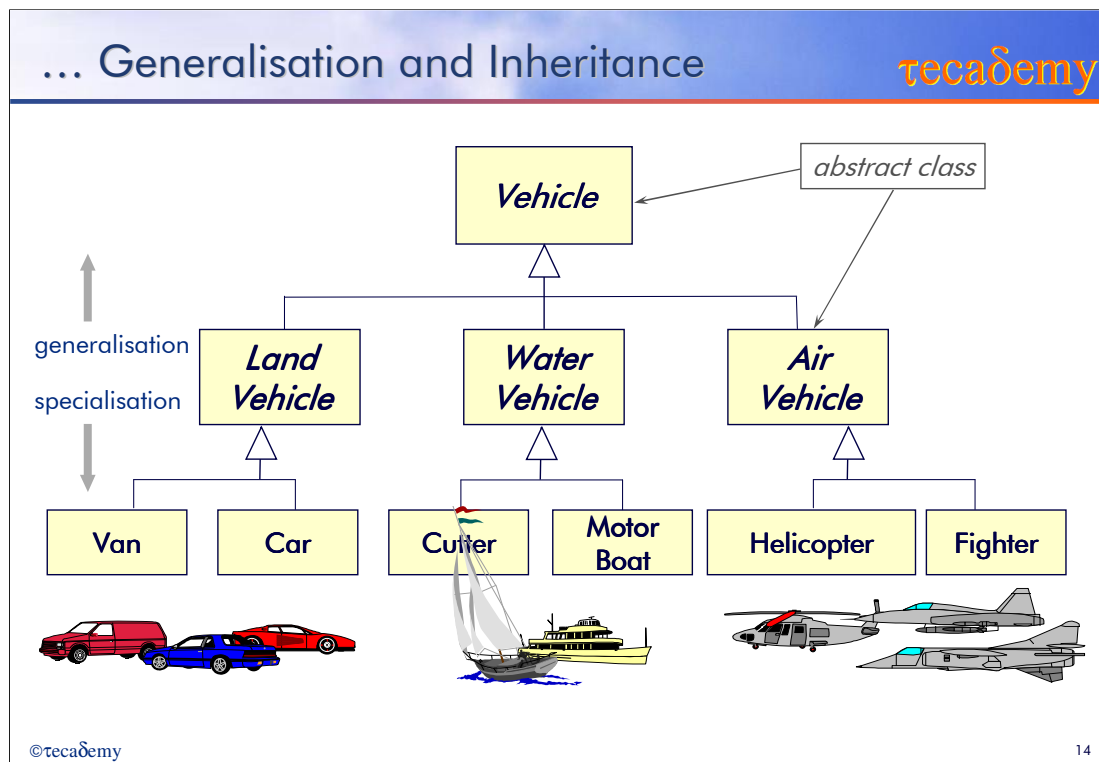 ... Generalisation and Inheritance
τecaδemy
Vehicle
abstract class
generalisation
specialisation
Land
Vehicle
Water
Vehicle
Air
Vehicle
Van
Car
Cutter
Motor
Boat
Helicopter
Fighter
©τecaδemy
14